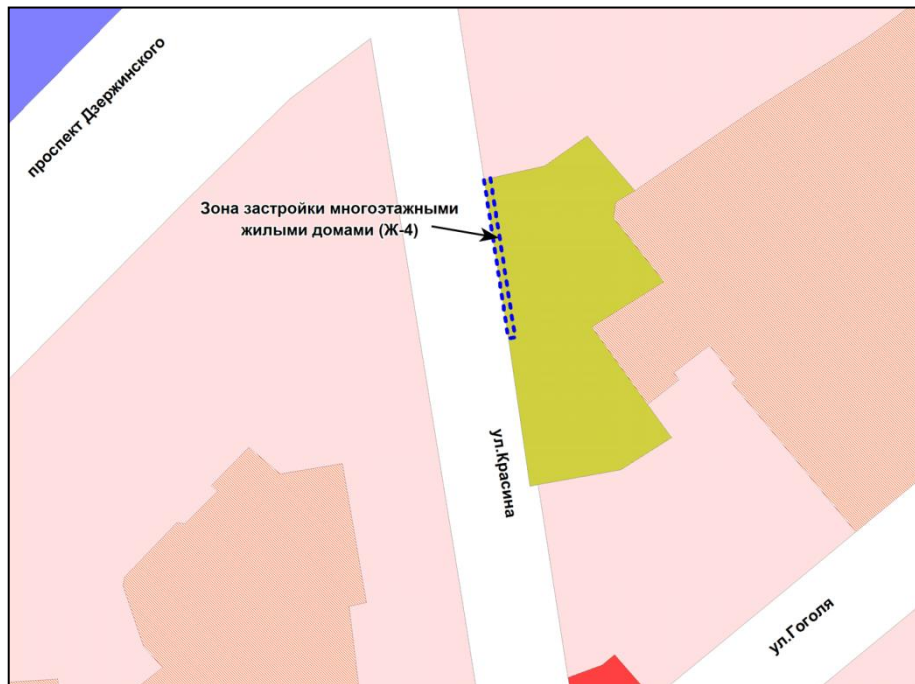 проспект Дзержинского
Зона застройки многоэтажными
жилыми домами (Ж-4)
ул.Красина
ул.Гоголя